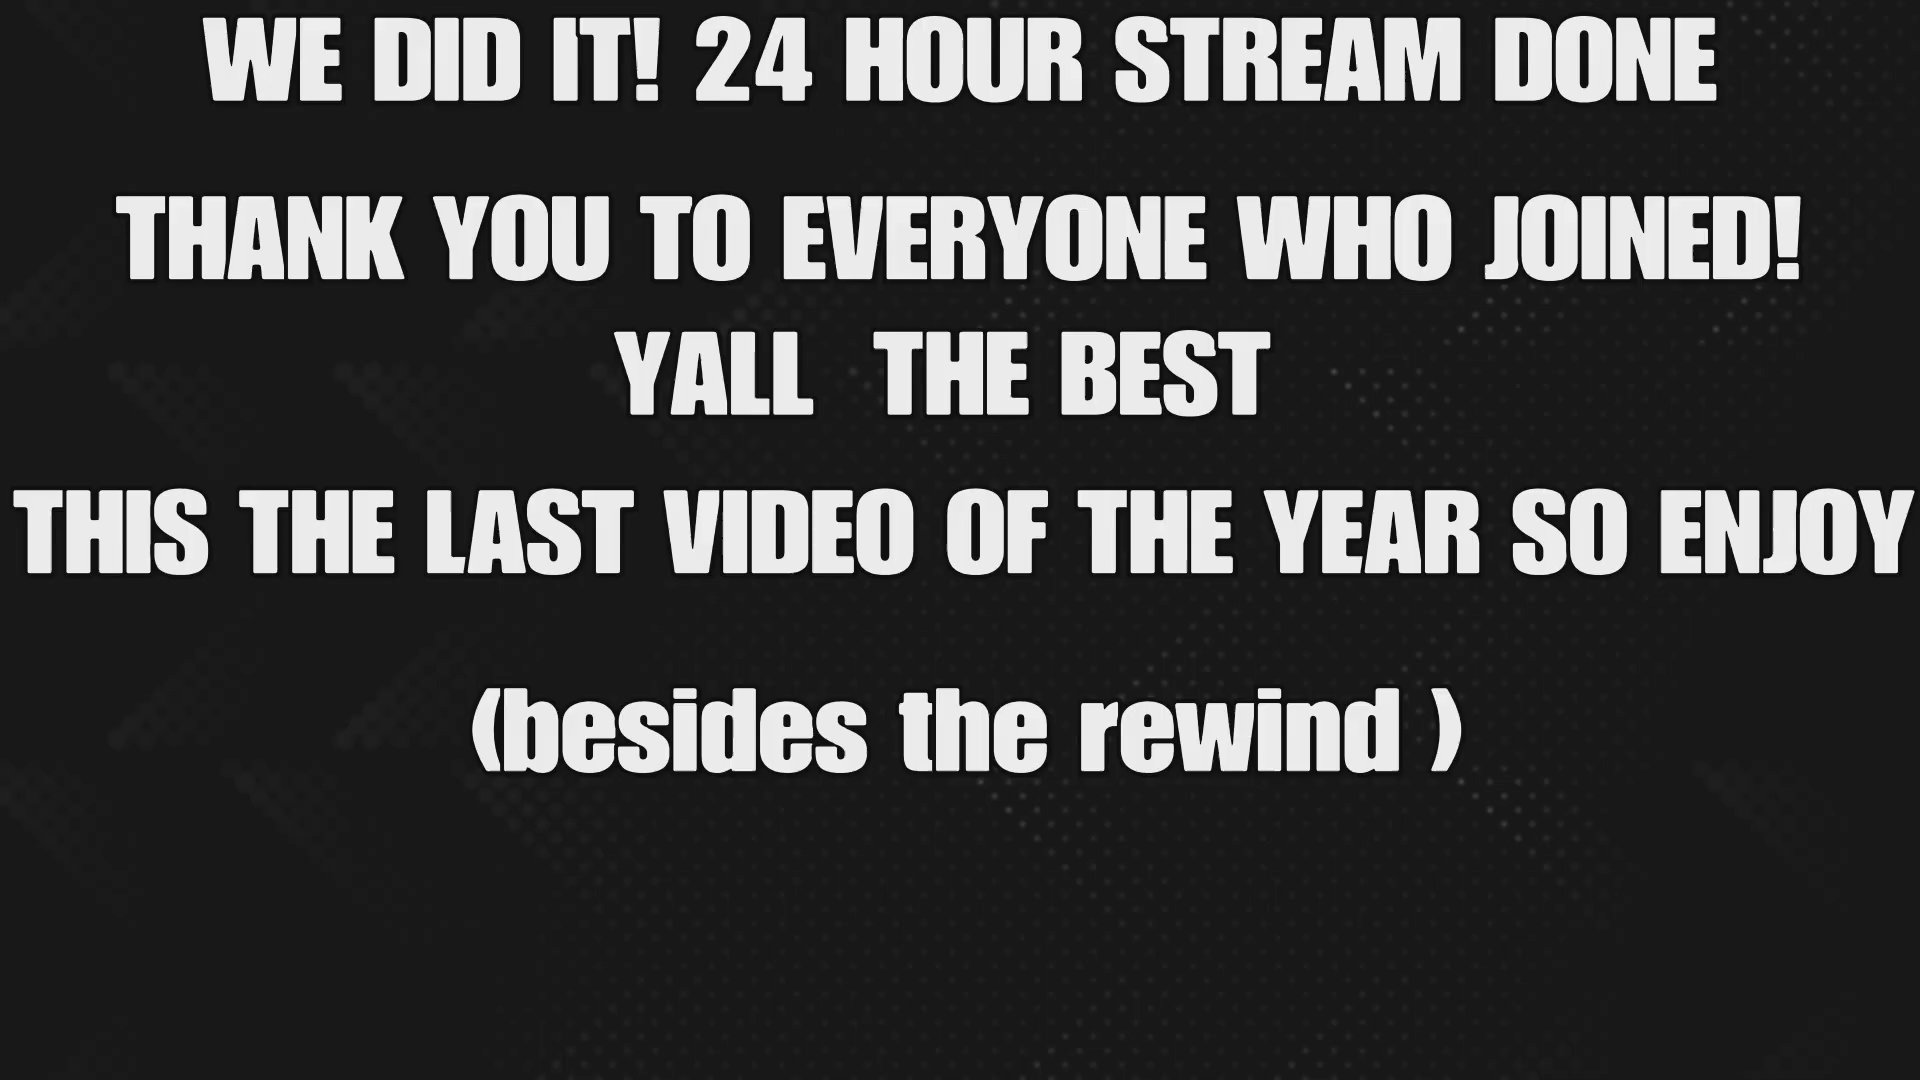 WE DID IT! 24 HOUR STREAM DONE
THANK YOU TO EVERYONE WHO JOINED!
YALL  THE BEST
THIS THE LAST VIDEO OF THE YEAR SO ENJOY
(besides the rewind )